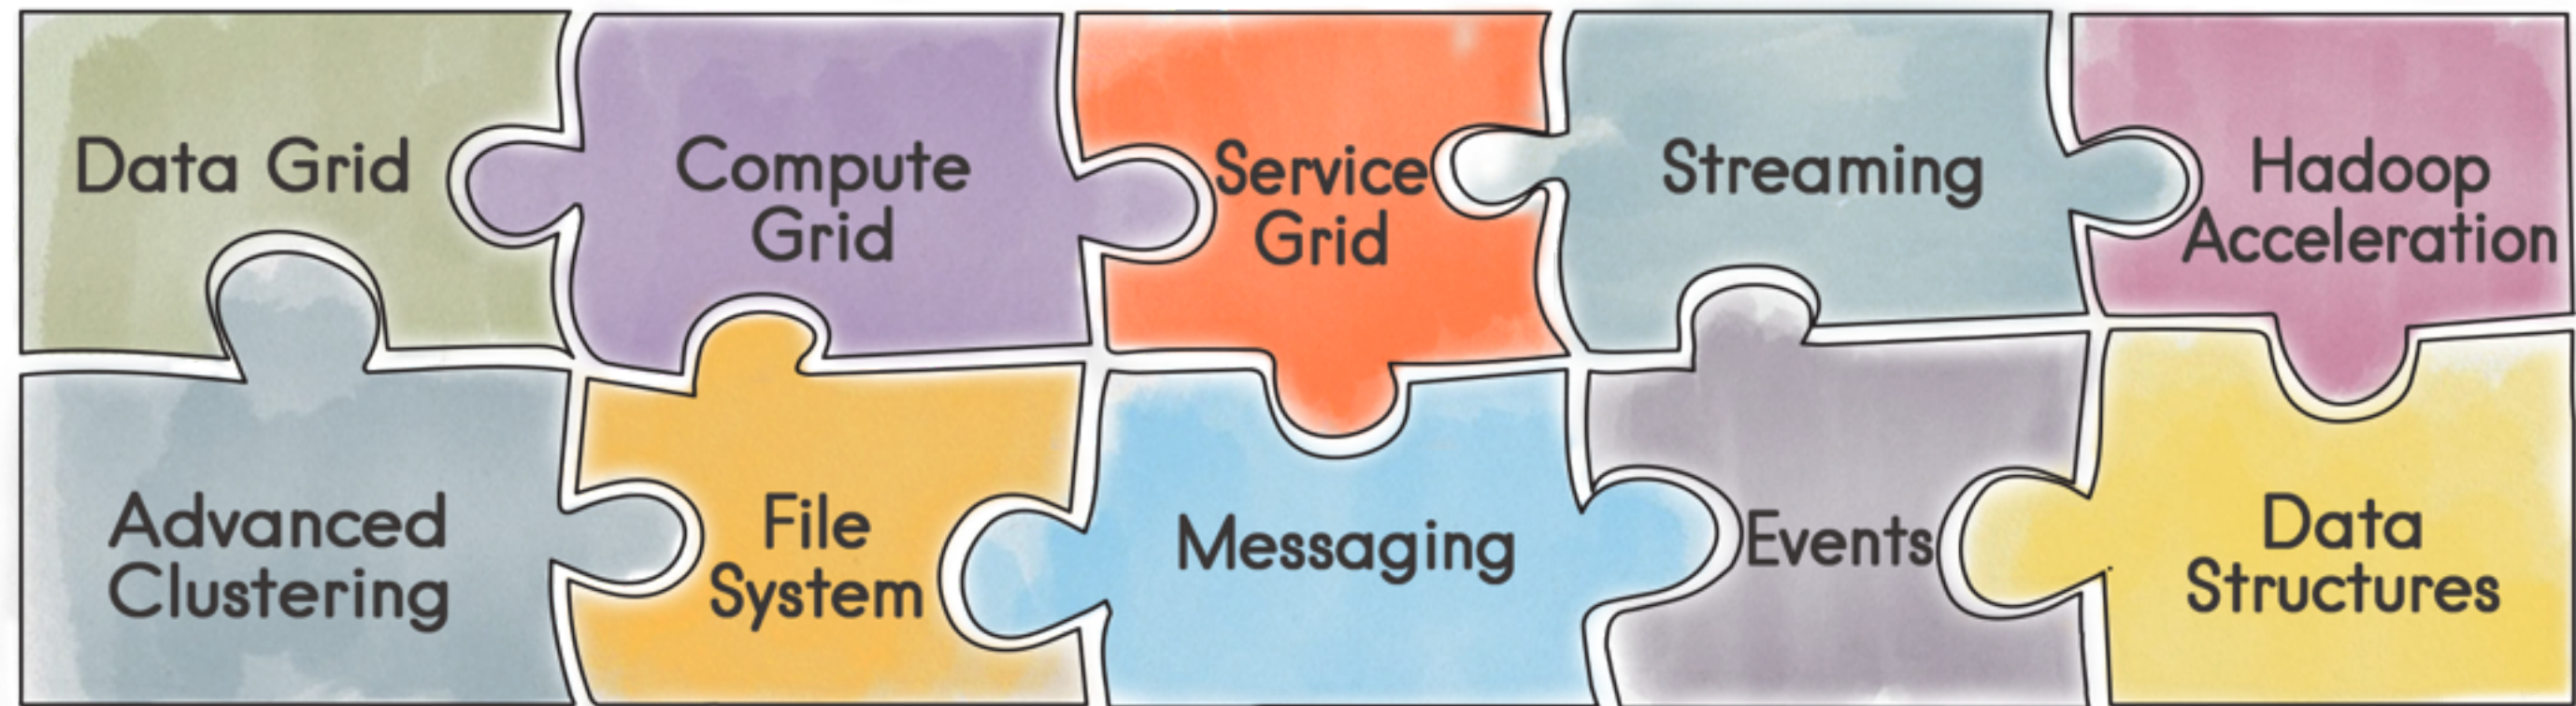 Data Grid
Compute
Grid
Service
Grid
Streaming
Hadoop
Acceleration
Advanced
Clustering
File
System
Messaging
Events
Data
Structures